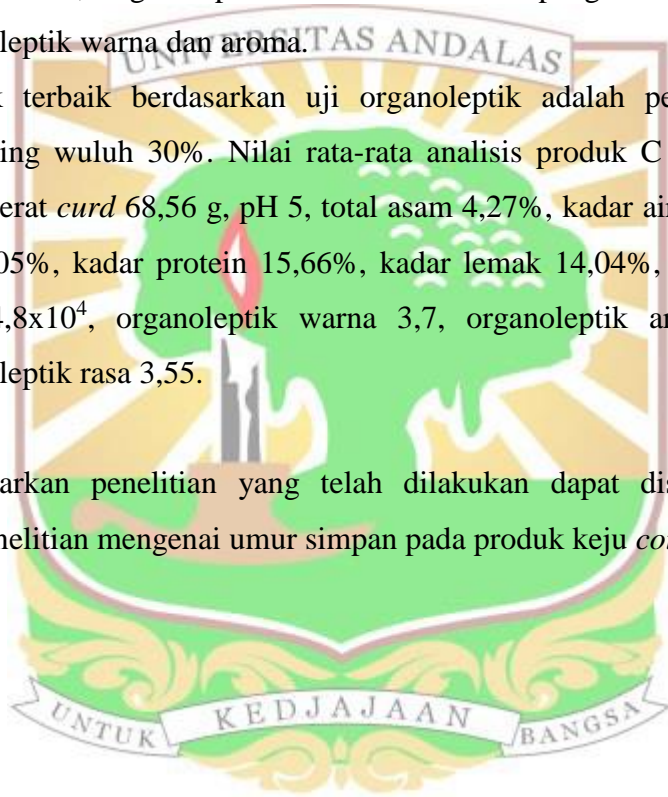 leptik warna dan aroma.
UNIVERSITAS ANDALAS
terbaik berdasarkan uji organoleptik adalah pe
ing wuluh 30%. Nilai rata-rata analisis produk C
erat curd 68,56 g, pH 5, total asam 4,27%, kadar air
05%, kadar protein 15,66%, kadar lemak 14,04%,
4,8x10⁴, organoleptik warna 3,7, organoleptik ar
leptik rasa 3,55.
arkan penelitian yang telah dilakukan dapat dis
nelitian mengenai umur simpan pada produk keju co
UNTUK KEDJAJAAN BANGSA